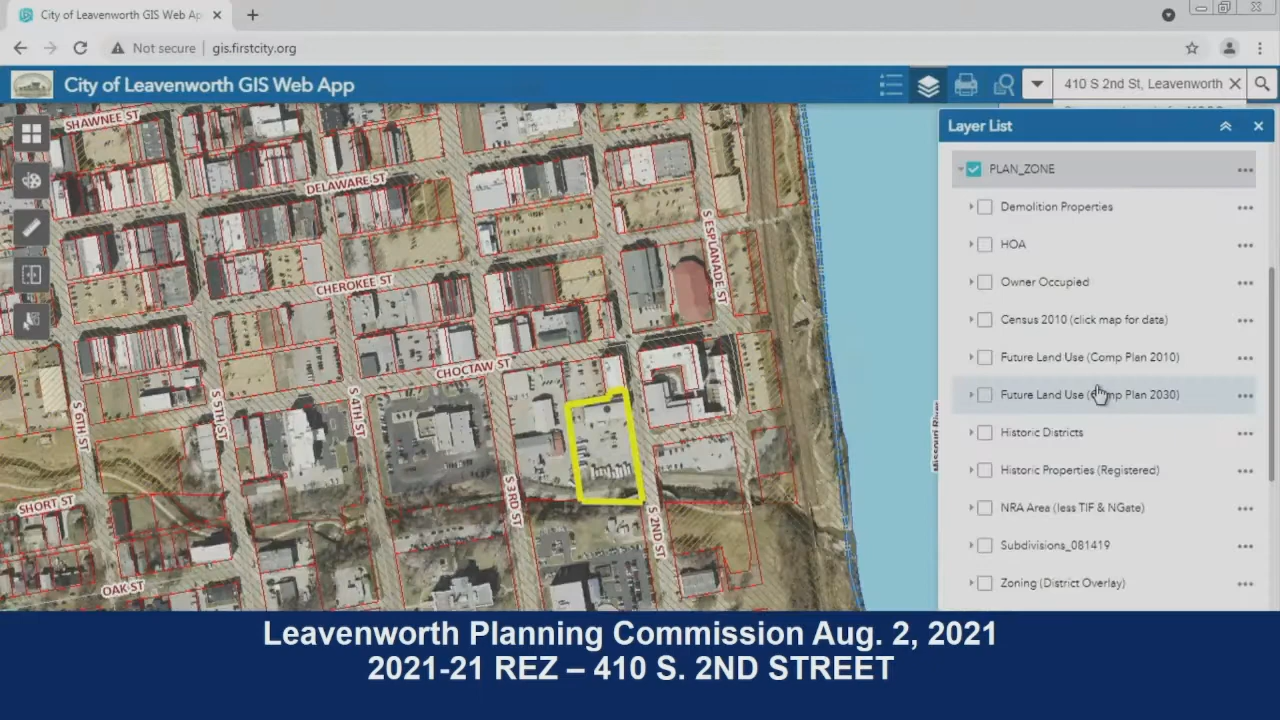 City of Leavenworth GIS Web Ap
Not secure
gis.firstcity.org
City of Leavenworth GIS Web App
410 S 2nd St, Leavenworth
SHAWNEE ST
DELAWARE ST
S ESPLANADE ST
CHEROKEE ST
CHOCTAW ST
S 6TH ST
S 5TH ST
S 4TH ST
S 3RD ST
S 2ND ST
SHORT ST
OAK ST
Missouri River
Layer List
PLAN_ZONE
Demolition Properties
HOA
Owner Occupied
Census 2010 (click map for data)
Future Land Use (Comp Plan 2010)
Future Land Use (Comp Plan 2030)
Historic Districts
Historic Properties (Registered)
NRA Area (less TIF & NGate)
Subdivisions_081419
Zoning (District Overlay)
Leavenworth Planning Commission Aug. 2, 2021
2021-21 REZ – 410 S. 2ND STREET